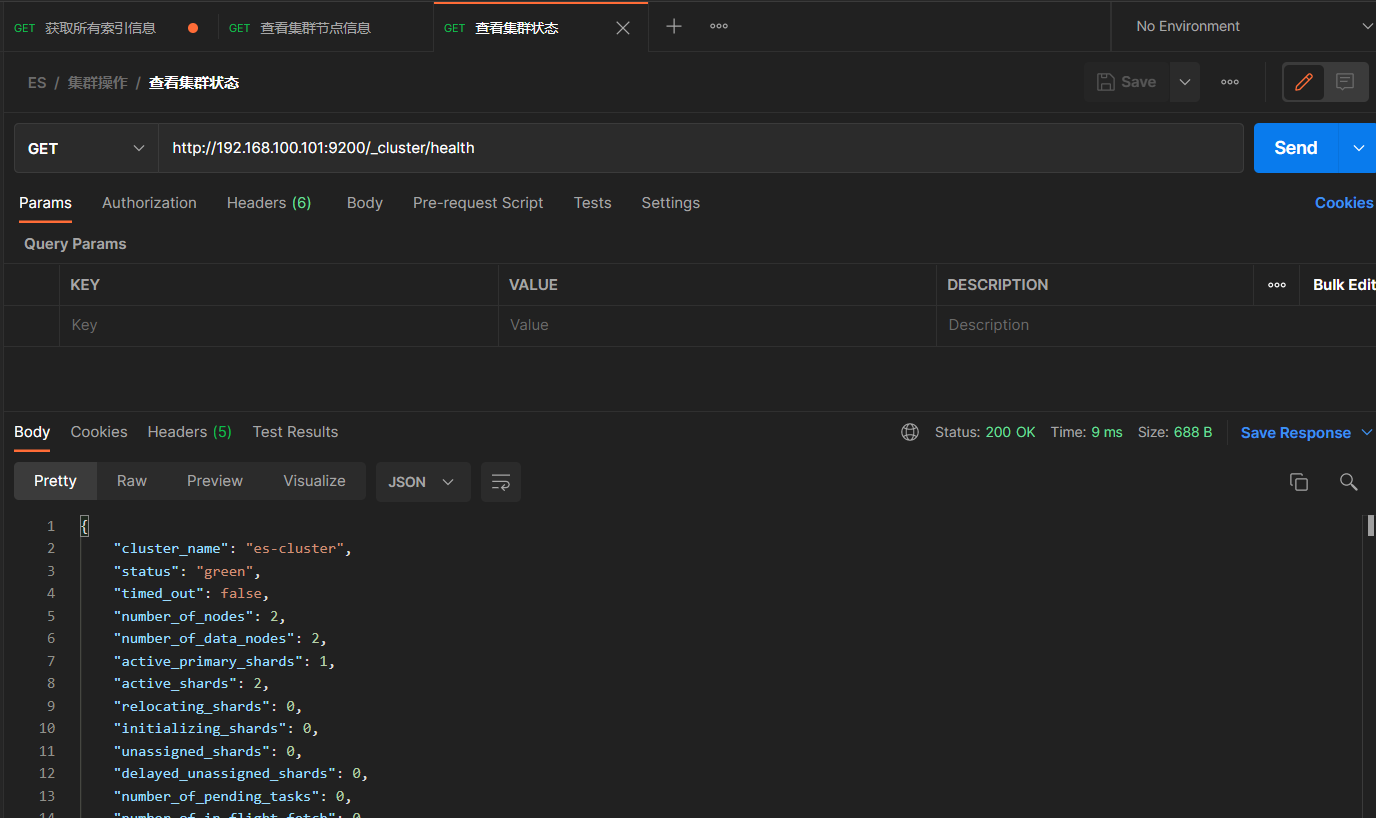 GET 获取所有索引信息 GET 查看集群节点信息 GET 查看集群状态 No Environment
ES / 集群操作 / 查看集群状态 Save
GET http://192.168.100.101:9200/_cluster/health Send
Params Authorization Headers (6) Body Pre-request Script Tests Settings Cookies
Query Params
KEY VALUE DESCRIPTION Bulk Edit
Key Value Description
Body Cookies Headers (5) Test Results Status: 200 OK Time: 9 ms Size: 688 B Save Response
Pretty Raw Preview Visualize JSON
1 {
2 "cluster_name": "es-cluster",
3 "status": "green",
4 "timed_out": false,
5 "number_of_nodes": 2,
6 "number_of_data_nodes": 2,
7 "active_primary_shards": 1,
8 "active_shards": 2,
9 "relocating_shards": 0,
10 "initializing_shards": 0,
11 "unassigned_shards": 0,
12 "delayed_unassigned_shards": 0,
13 "number_of_pending_tasks": 0,
14 "number_of_in_flight_fetch": 0